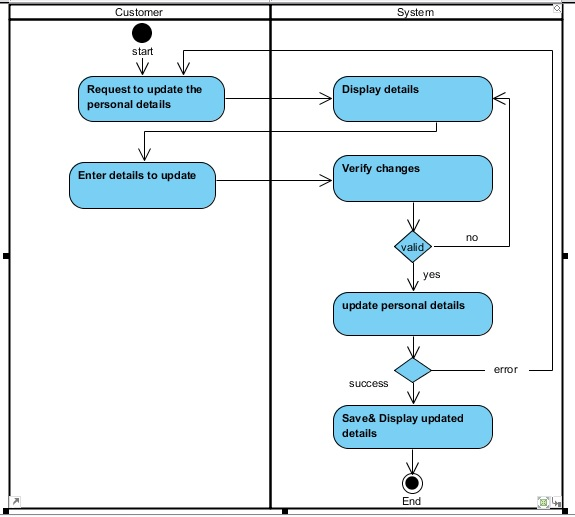 Customer
System
start
Request to update the
personal details
Display details
Enter details to update
Verify changes
valid
no
yes
update personal details
error
success
Save& Display updated
details
End